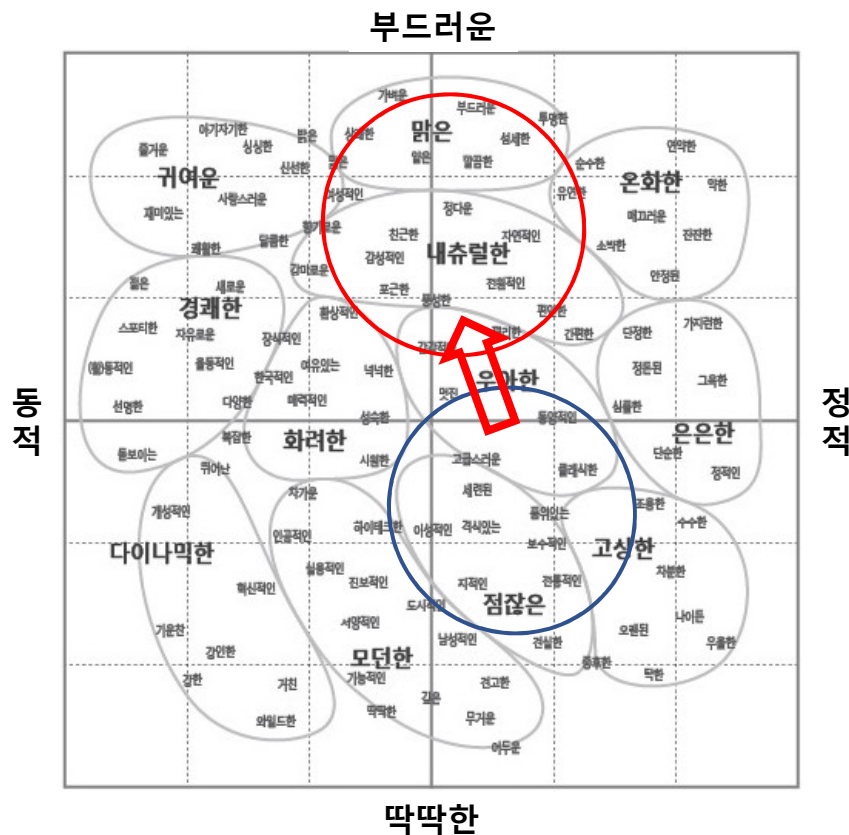 부드러운
가벼운
부드러운
투명한
아기자기한
맑은
섬세한
밝은
싱싱한
즐거운
연약한
신선한
얇은
말끔한
순수한
귀여운
여성적인
유연한
온화한
약한
사랑스러운
재미있는
정다운
매끄러운
향기로운
친근한
자연적인
잔잔한
쾌활한
달콤한
소박한
내츄럴한
감성적인
감미로운
안정된
젊은
새로운
포근한
전원적인
풍성한
경쾌한
환상적인
편안한
스포티한
자유로운
장식적인
간편한
단정한
가지런한
(활)동적인
율동적인
여유있는
넉넉한
정돈된
한국적인
우아한
그윽한
동적
정적
선명한
다양한
매력적인
멋진
심플한
성숙한
동양적인
복잡한
화려한
은은한
돋보이는
시원한
고급스러운
단순한
뛰어난
클래식한
정적인
차가운
세련된
개성적인
품위있는
조용한
수수한
하이테크한
이성적인
격식있는
인공적인
보수적인
다이나믹한
고상한
실용적인
진보적인
지적인
전통적인
차분한
혁신적인
도시적인
점잖은
나이든
서양적인
기운찬
오랜된
남성적인
견실한
우울한
강인한
모던한
중후한
기능적인
탁한
강한
거친
견고한
깊은
딱딱한
와일드한
무거운
어두운
딱딱한